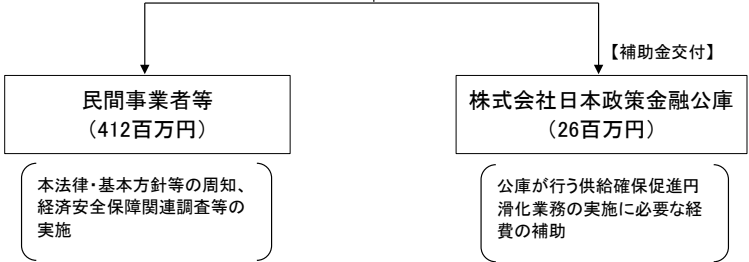 【補助金交付】
民間事業者等
（412百万円）
株式会社日本政策金融公庫
（26百万円）
本法律・基本方針等の周知、
経済安全保障関連調査等の
実施
公庫が行う供給確保促進円
滑化業務の実施に必要な経
費の補助